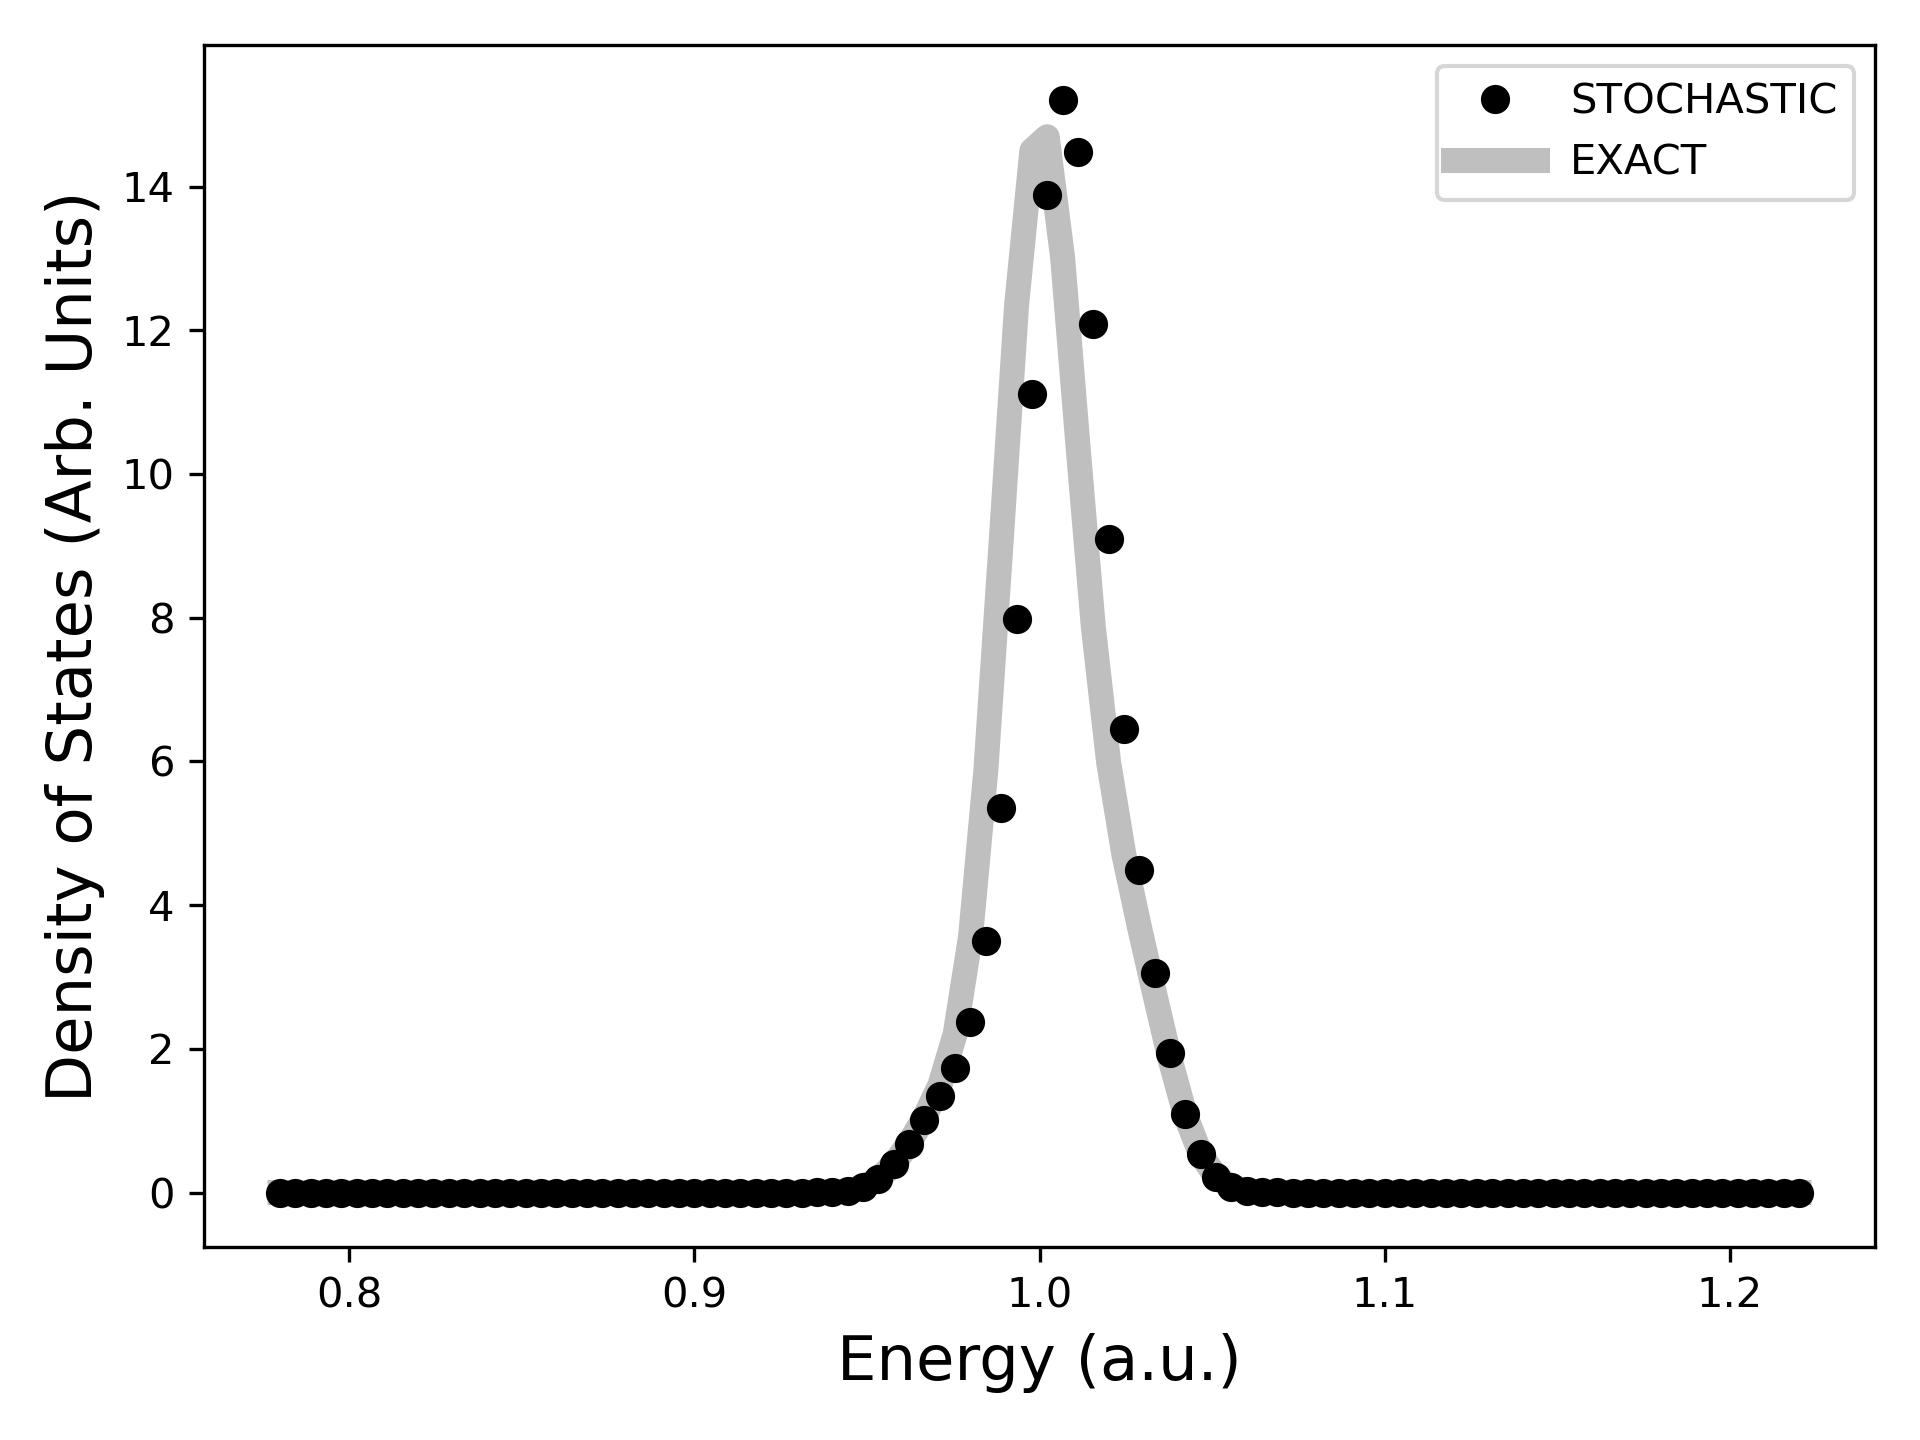 STOCHASTIC
EXACT
Density of States (Arb. Units)
14
12
10
8
6
4
2
0
0.8 0.9 1.0 1.1 1.2
Energy (a.u.)